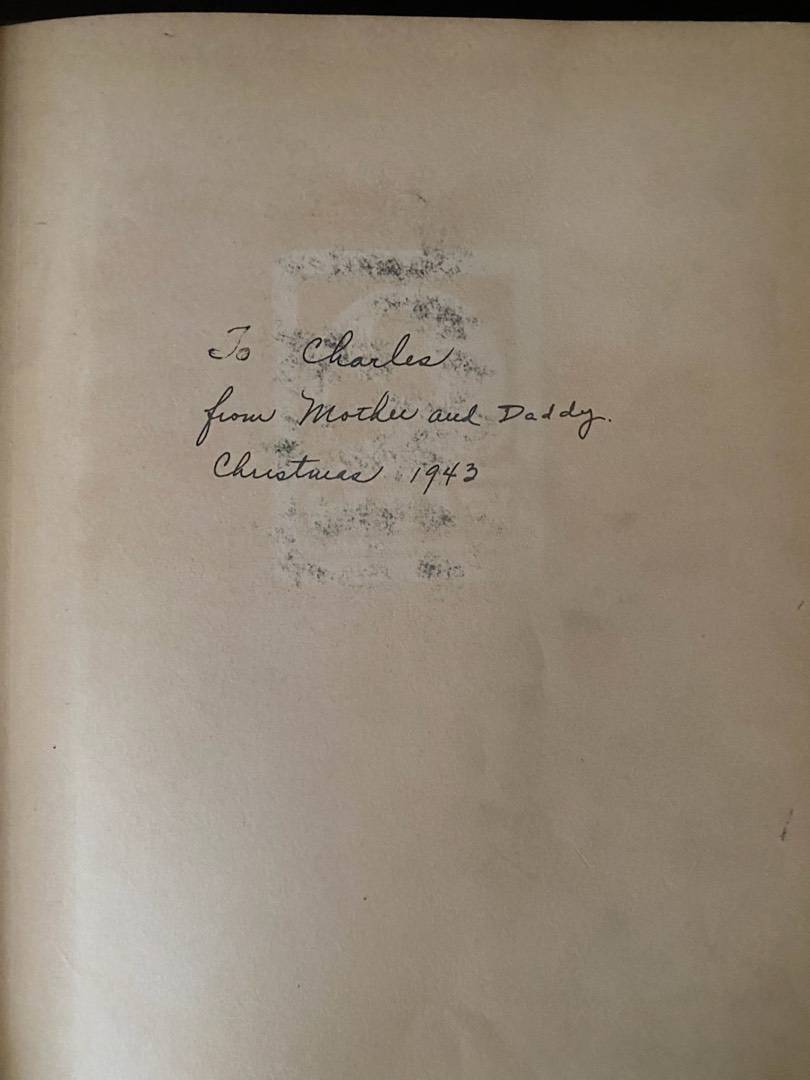 To Charles
from Mother and Daddy.
Christmas 1943